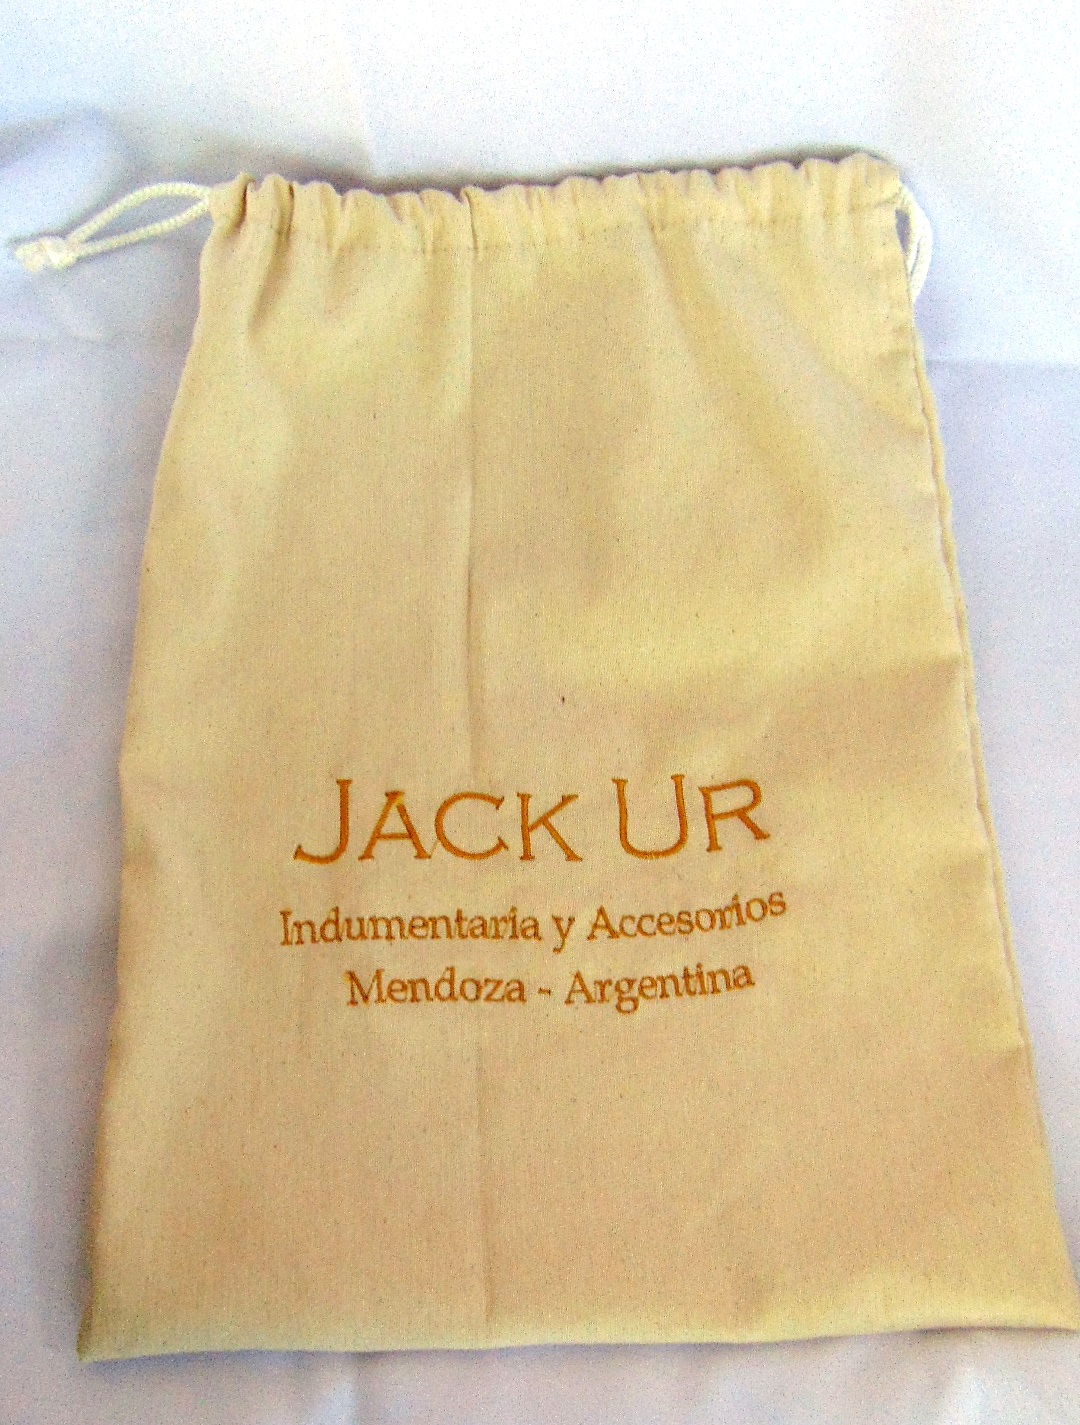 JACK UR
Indumentaria y Accesorios
Mendoza - Argentina